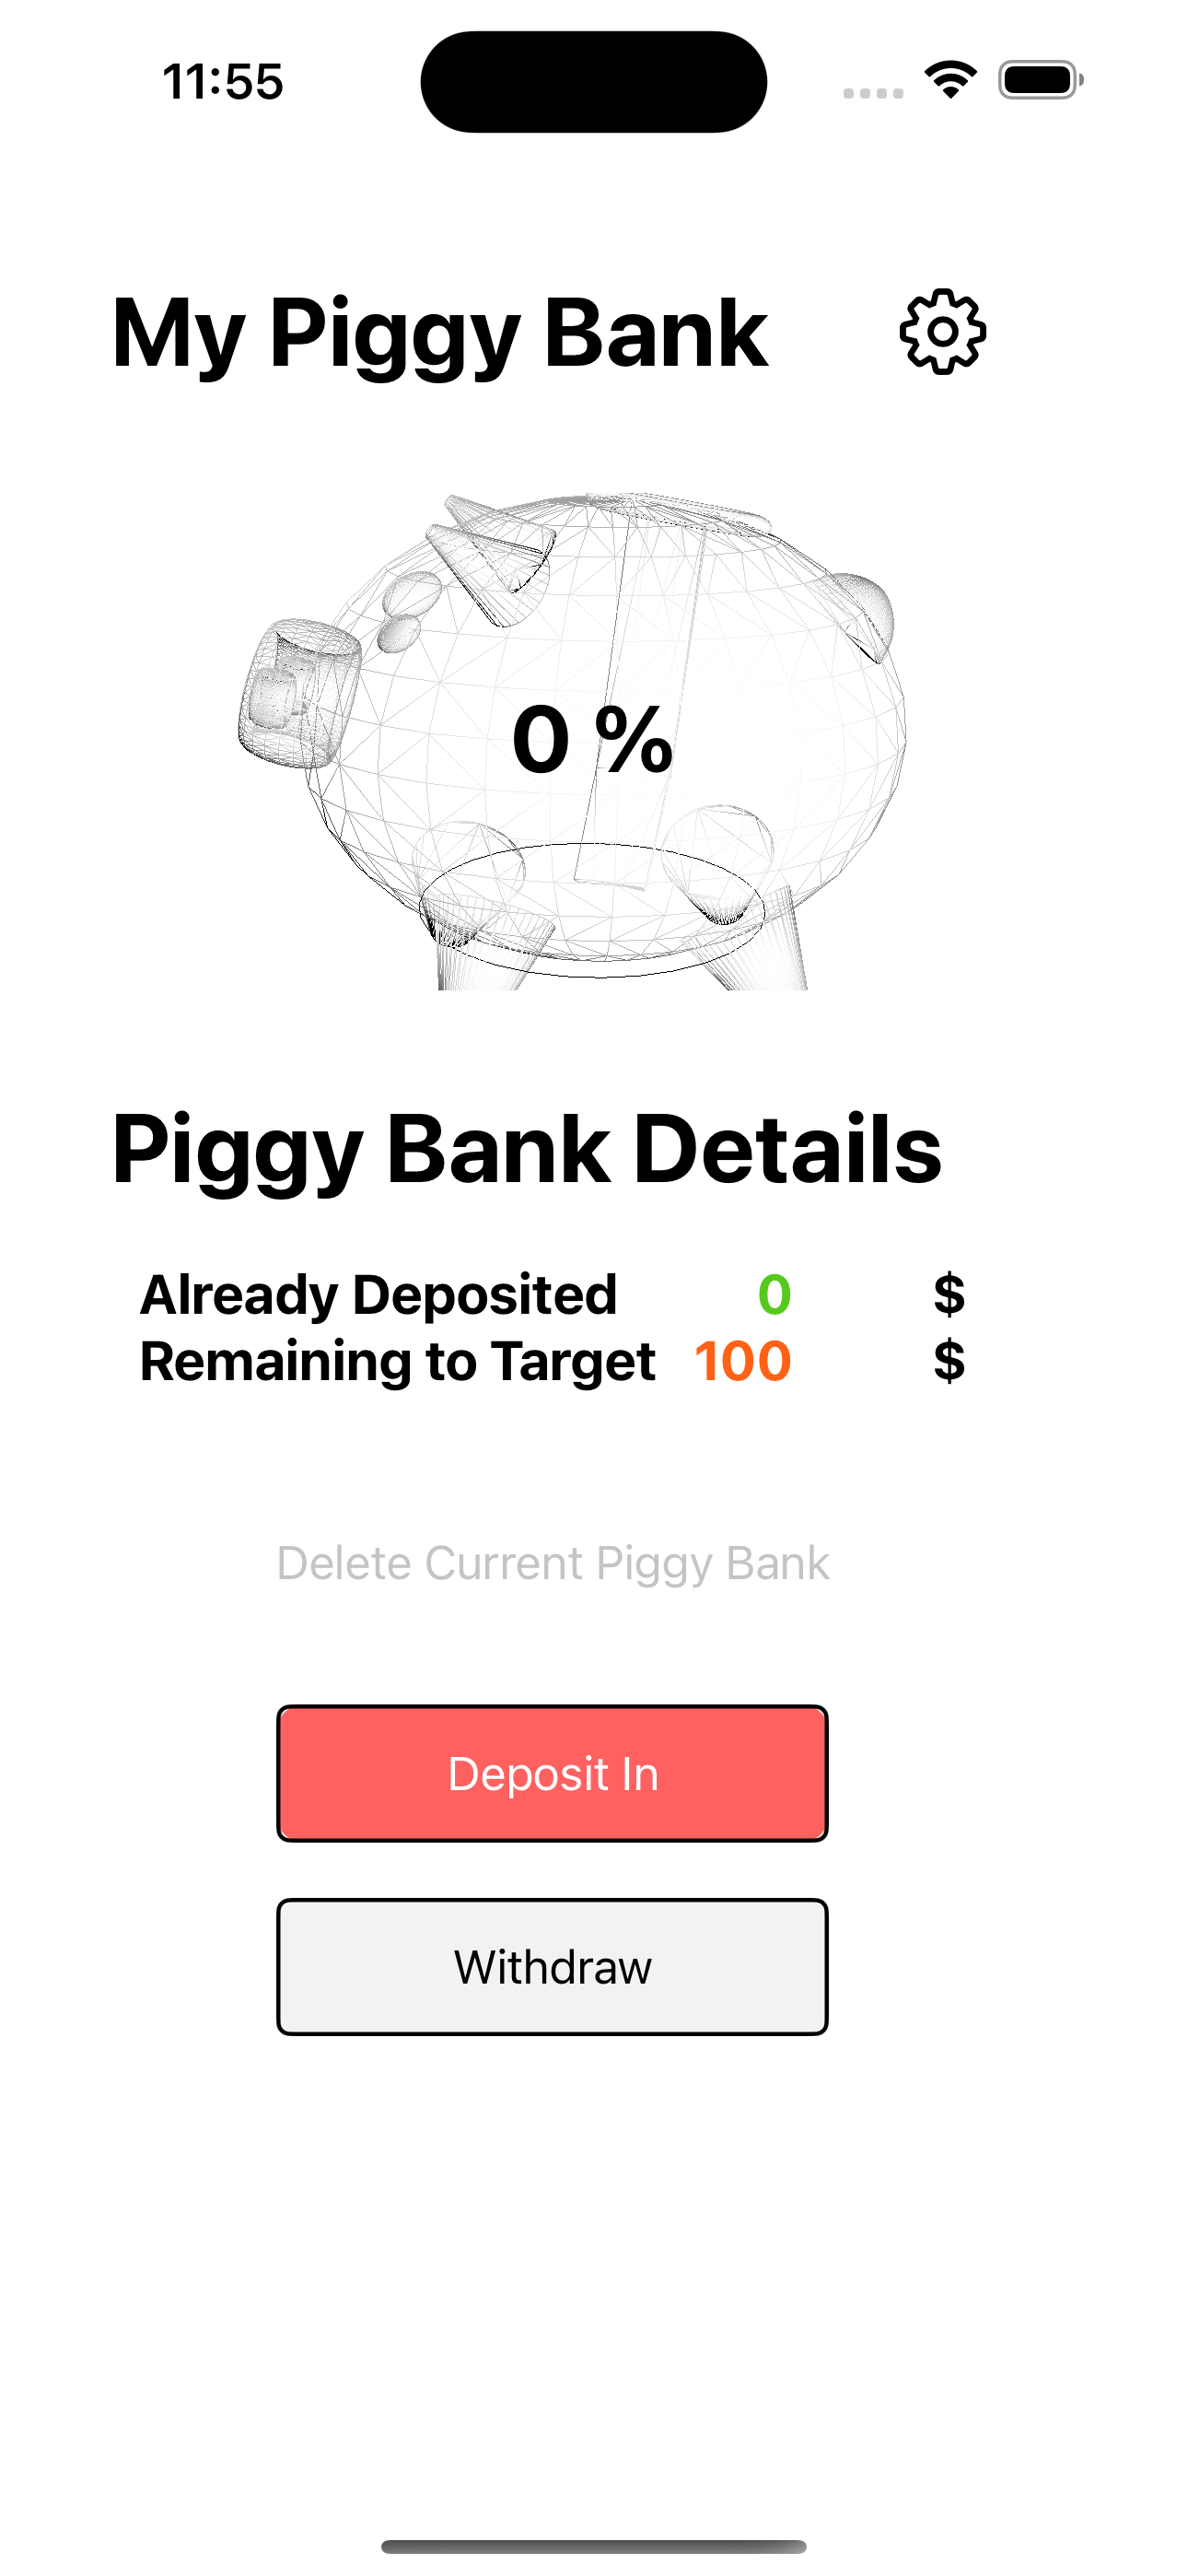 11:55
My Piggy Bank
0 %
Piggy Bank Details
Already Deposited 0 $
Remaining to Target 100 $
Delete Current Piggy Bank
Deposit In
Withdraw